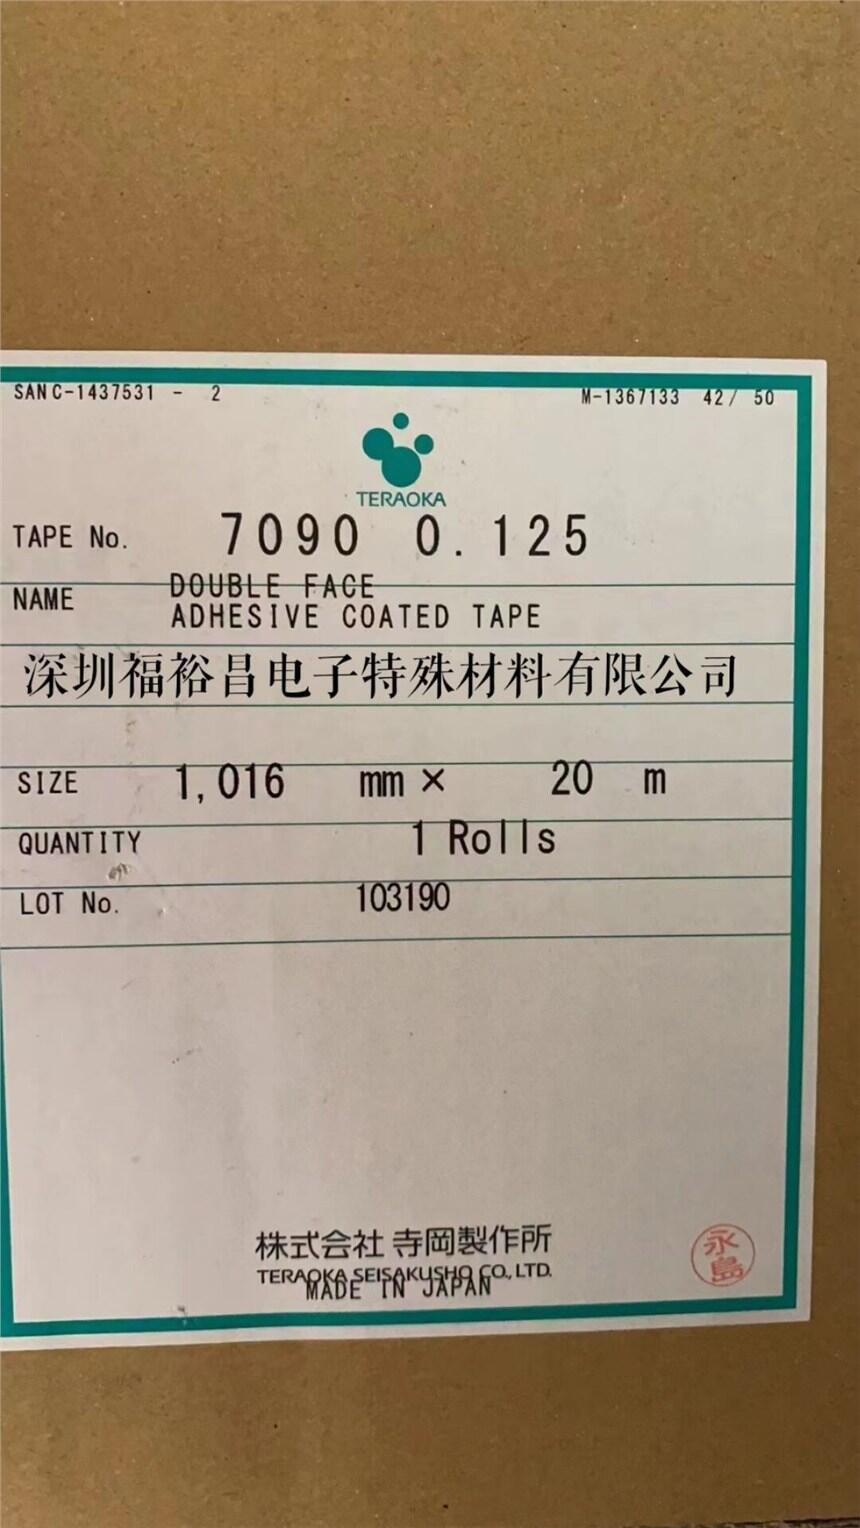 SANC-1437531 - 2
M-1367133 42/ 50
TERAOKA
TAPE No. 7090 0.125
NAME DOUBLE FACE
ADHESIVE COATED TAPE
深圳福裕昌电子特殊材料有限公司
SIZE 1,016 mm × 20 m
QUANTITY 1 Rolls
LOT No. 103190
株式会社 寺岡製作所
TERAOKA SEISAKUSHO CO., LTD.
MADE IN JAPAN
永島